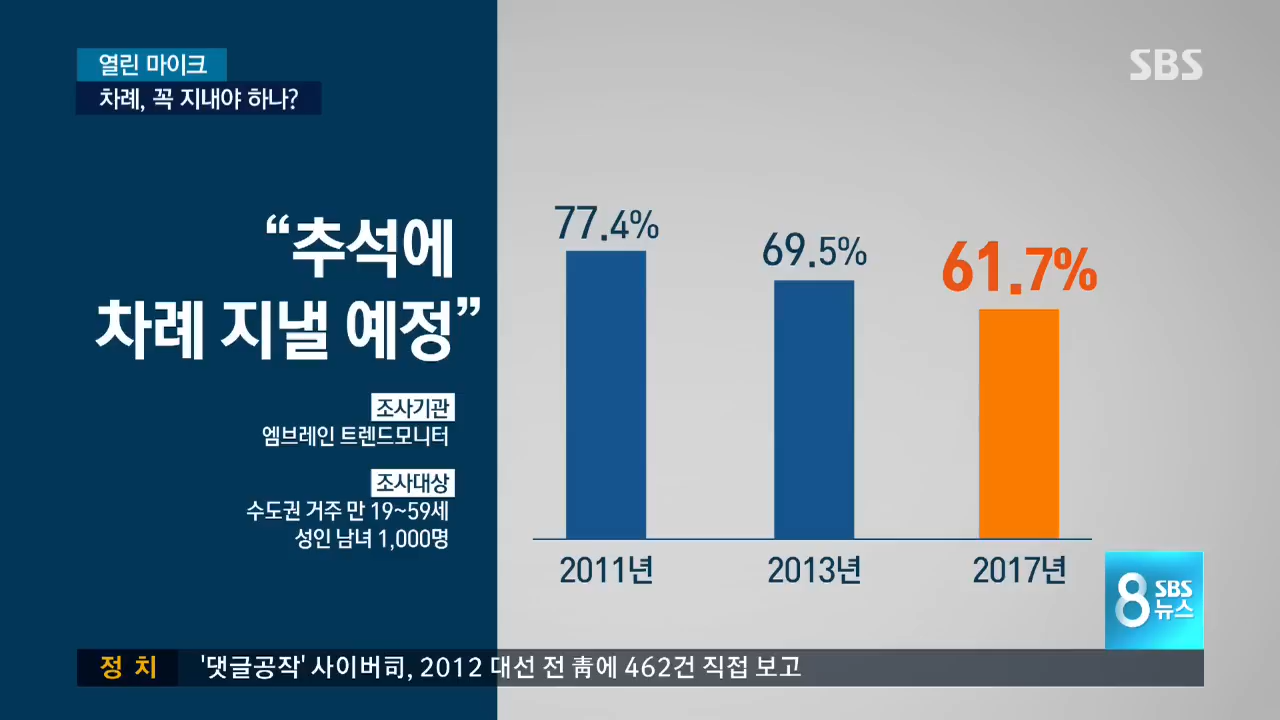 열린 마이크
차례, 꼭 지내야 하나?
SBS
“추석에
차례 지낼 예정”
조사기관
엠브레인 트렌드모니터
조사대상
수도권 거주 만 19~59세
성인 남녀 1,000명
77.4%
69.5%
61.7%
2011년
2013년
2017년
8 SBS
뉴스
정 치
'댓글공작' 사이버司, 2012 대선 전 靑에 462건 직접 보고